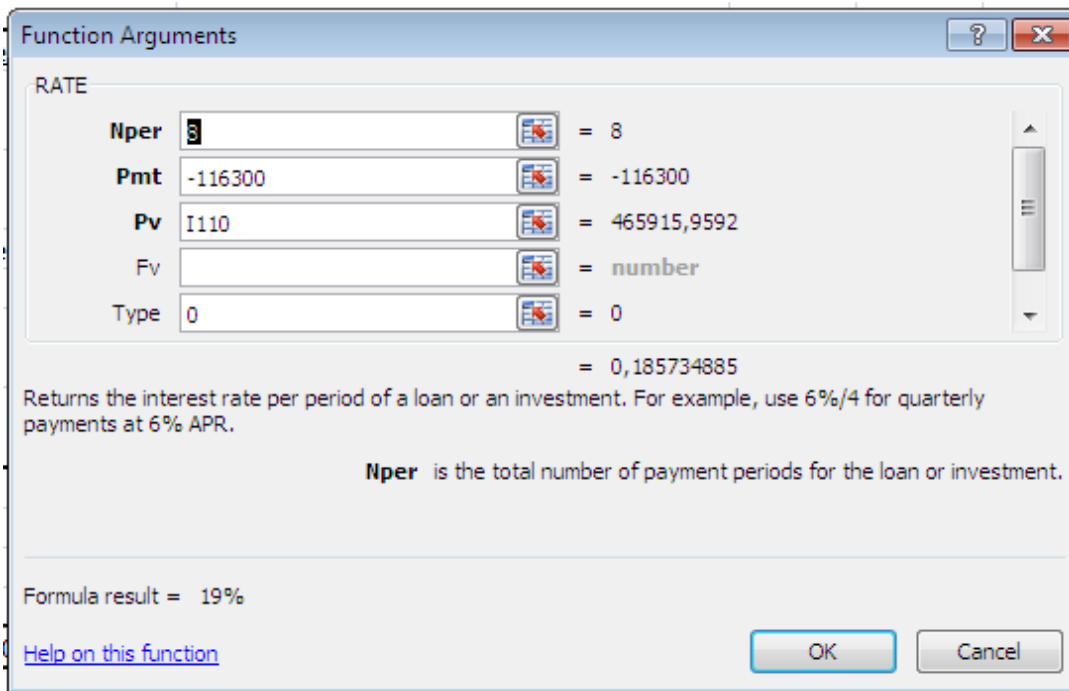 Function Arguments
RATE
Nper 8 = 8
Pmt -116300 = -116300
Pv I110 = 465915,9592
Fv = number
Type 0 = 0
= 0,185734885
Returns the interest rate per period of a loan or an investment. For example, use 6%/4 for quarterly
payments at 6% APR.
Nper is the total number of payment periods for the loan or investment.
Formula result = 19%
Help on this function
OK Cancel